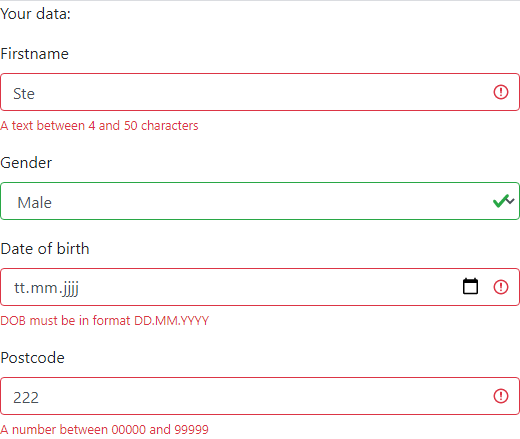 Your data:
Firstname
Ste
A text between 4 and 50 characters
Gender
Male
Date of birth
tt.mm.jjjj
DOB must be in format DD.MM.YYYY
Postcode
222
A number between 00000 and 99999